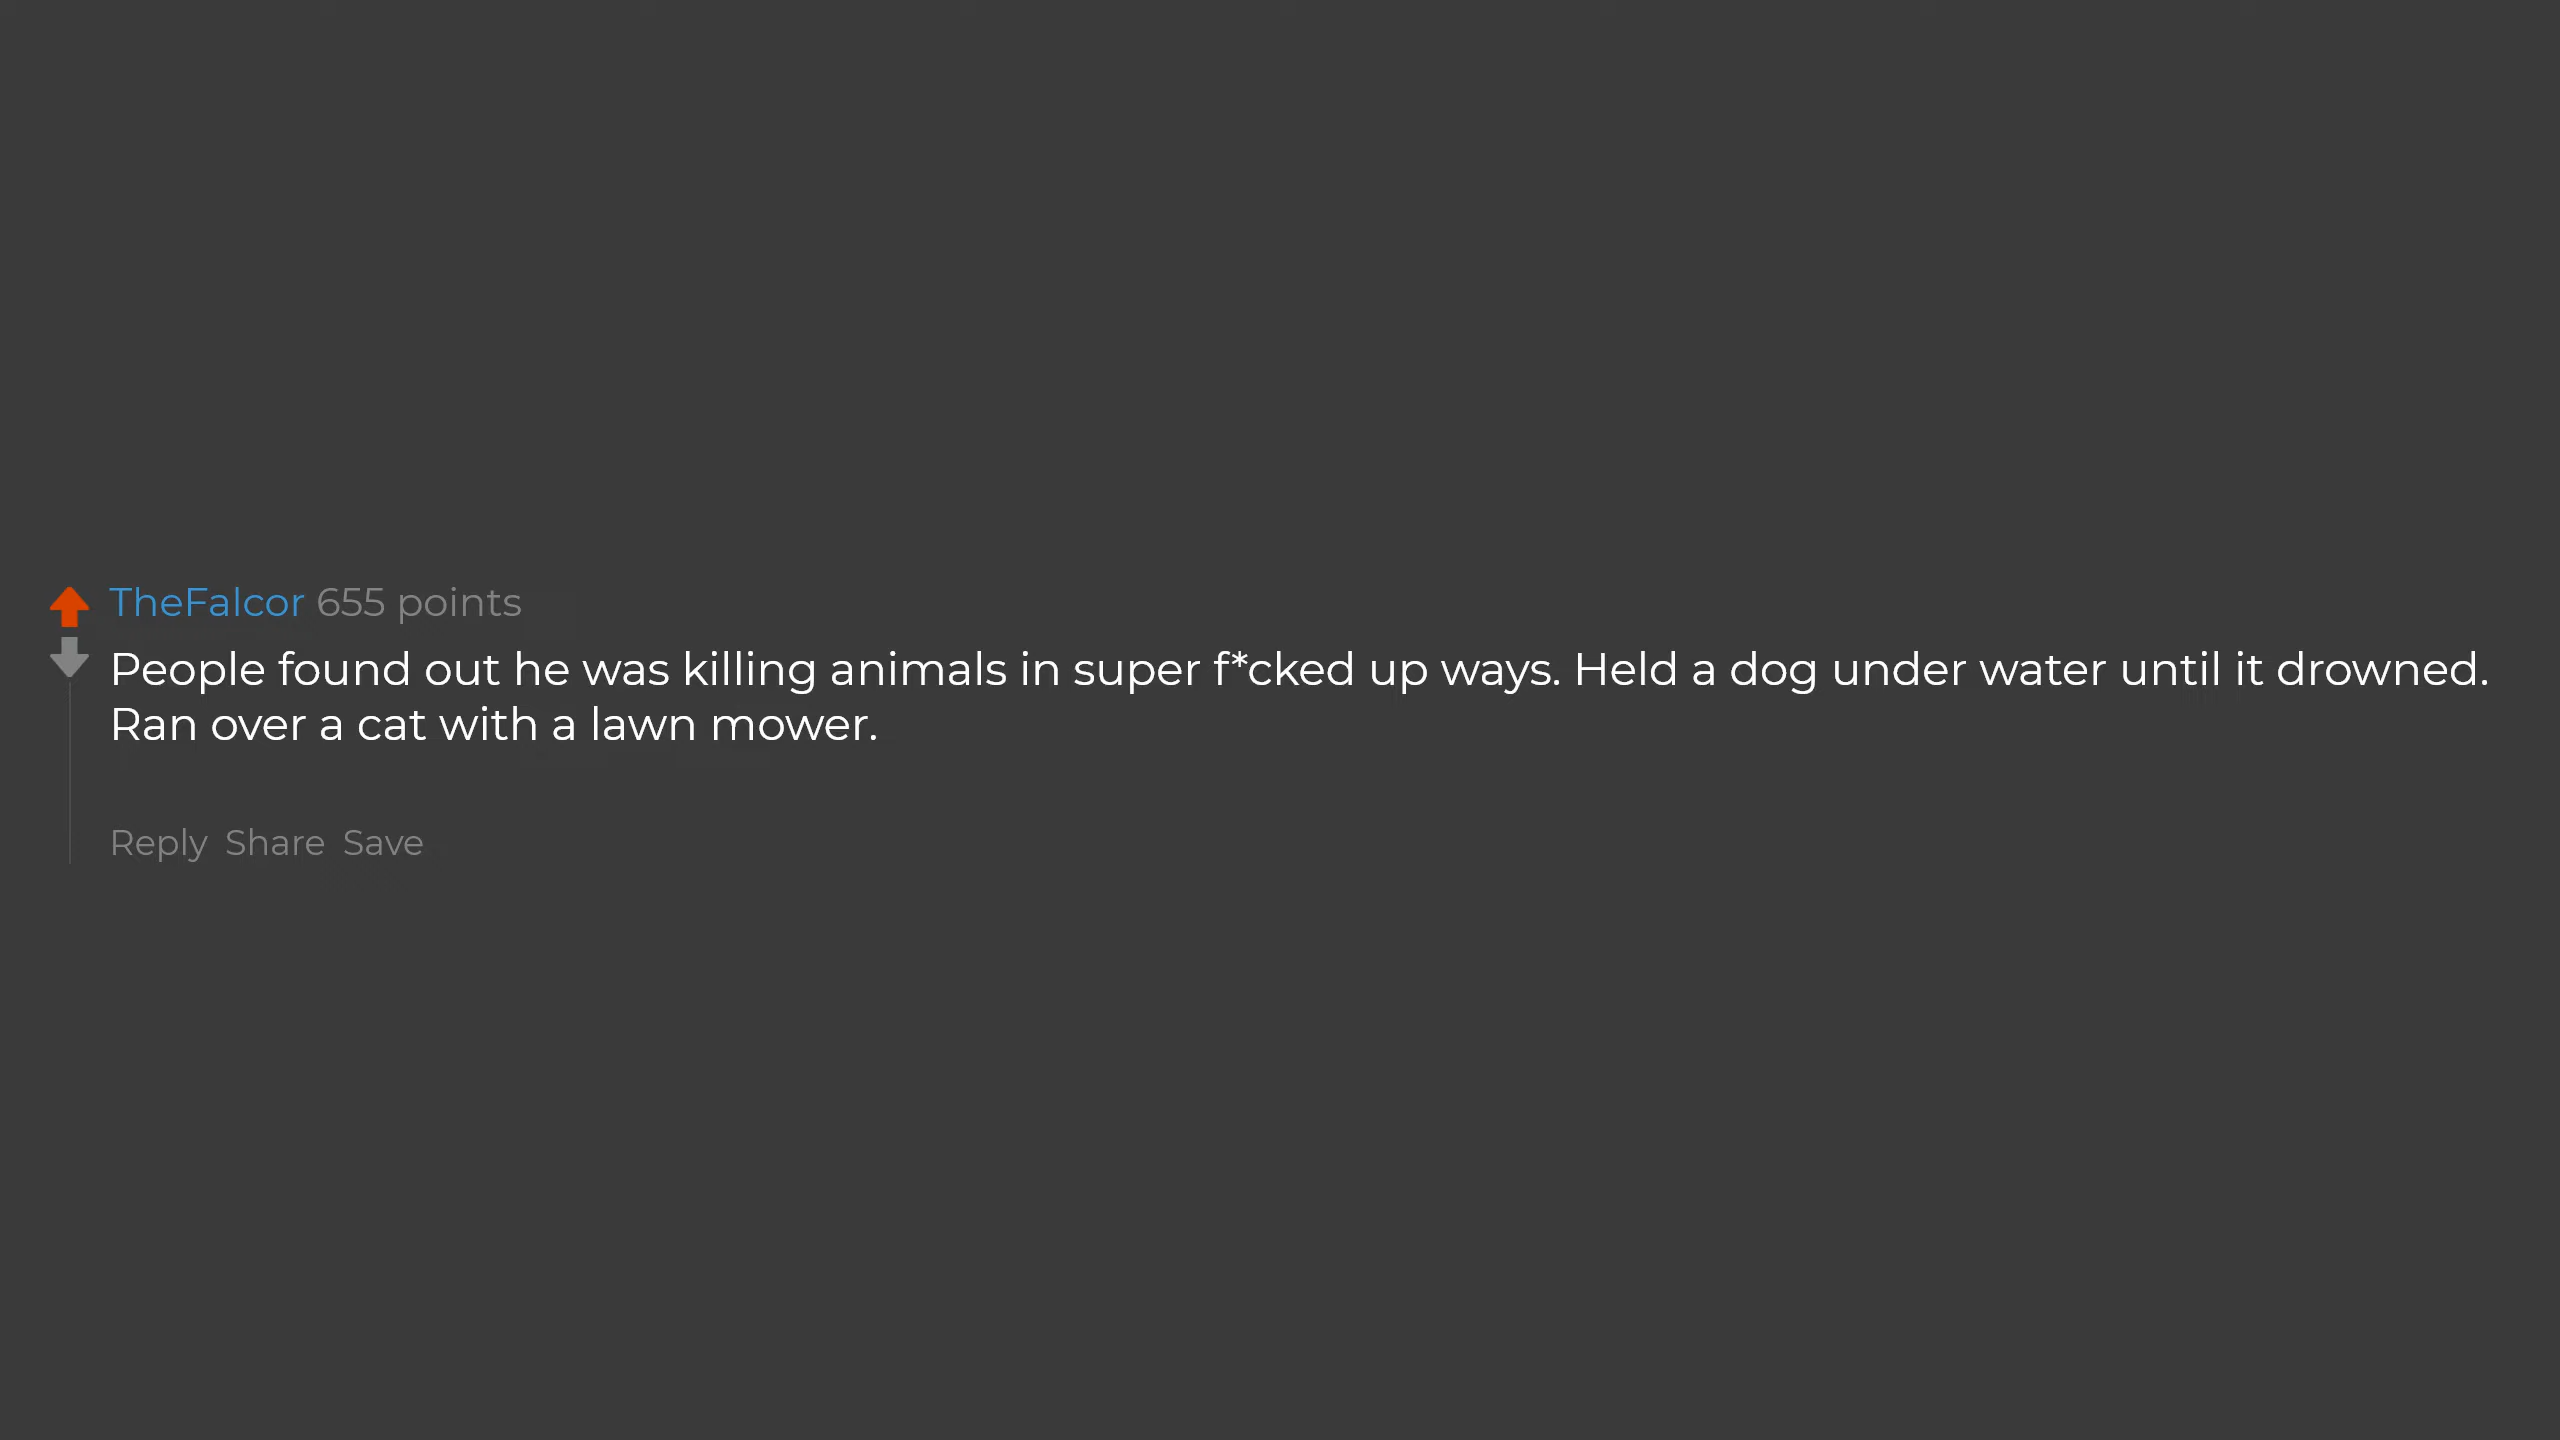 TheFalcor 655 points
People found out he was killing animals in super f*cked up ways. Held a dog under water until it drowned.
Ran over a cat with a lawn mower.
Reply Share Save